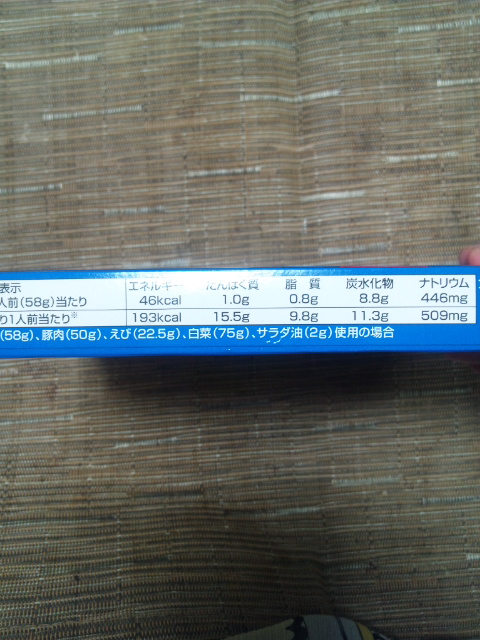 表示 エネルギー たんぱく質 脂 質 炭水化物 ナトリウム
人前(58g)当たり 46kcal 1.0g 0.8g 8.8g 446mg
り1人前当たり※ 193kcal 15.5g 9.8g 11.3g 509mg
(58g)、豚肉(50g)、えび(22.5g)、白菜(75g)、サラダ油(2g)使用の場合